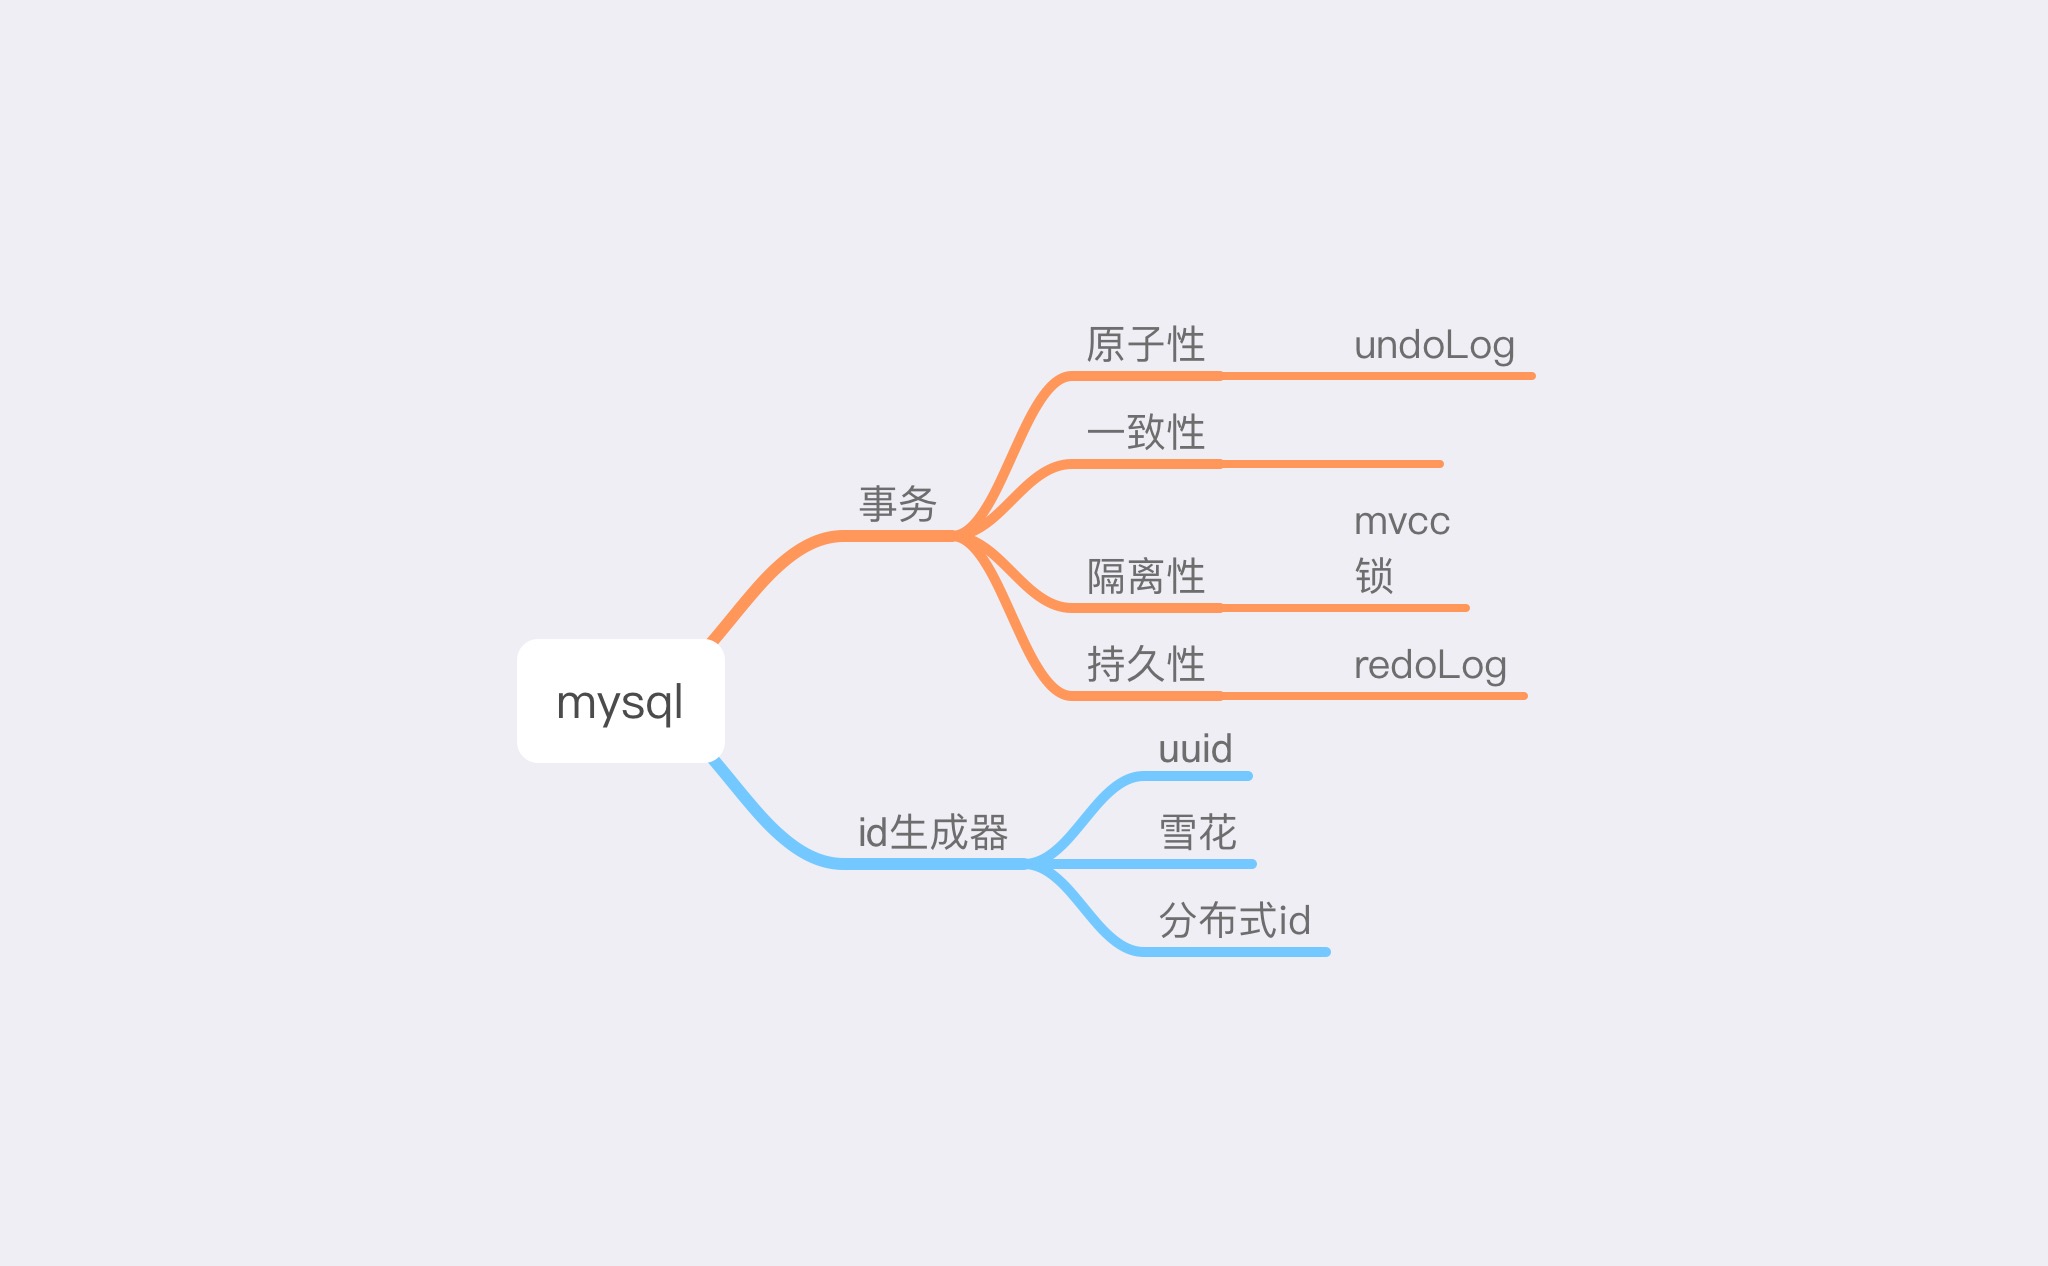 mysql
事务
原子性
undoLog
一致性
隔离性
mvcc
锁
持久性
redoLog
id生成器
uuid
雪花
分布式id